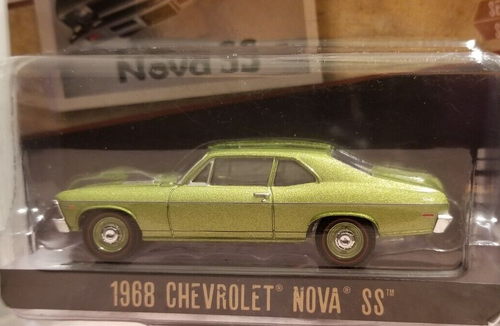 Nova SS
1968 CHEVROLET® NOVA® SS™